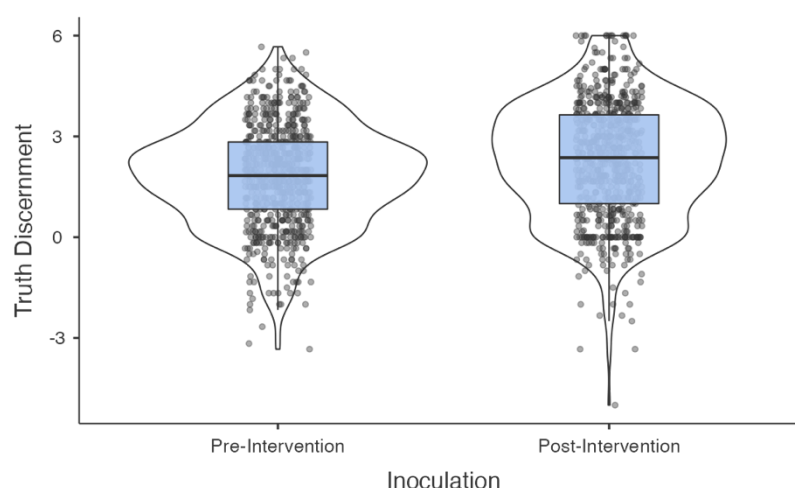 6
3
0
-3
Truth Discernment
Pre-Intervention
Post-Intervention
Inoculation